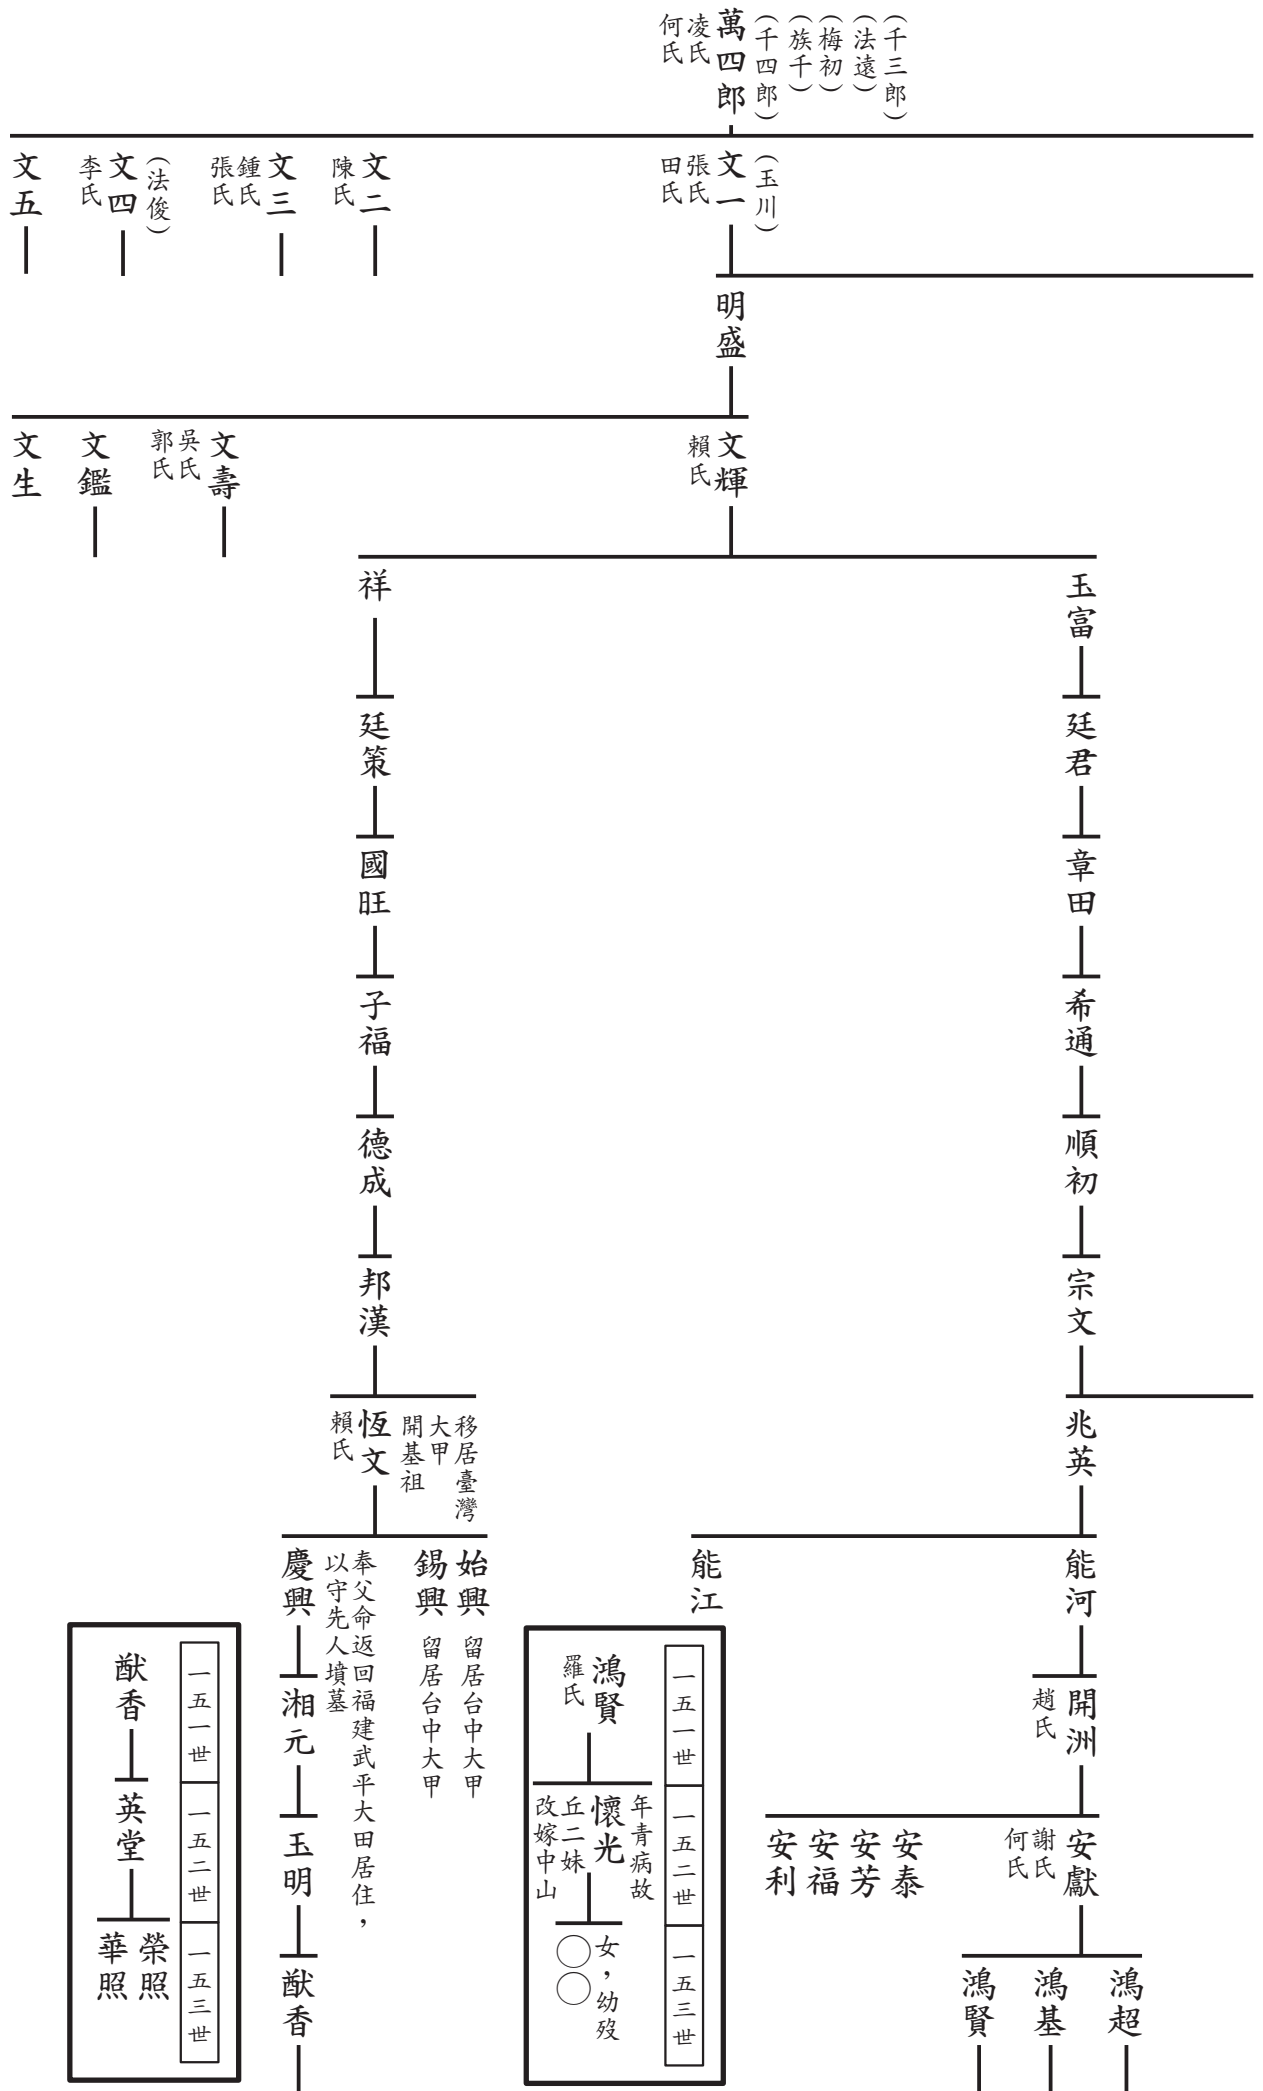 (千三郎)
(法遠)
(梅初)
(族千)
(千四郎)
萬四郎
凌氏
何氏
(玉川)
文一
張氏
田氏
文二
陳氏
文三
鍾氏
張氏
(法俊)
文四
李氏
文五
明盛
文輝
賴氏
文壽
吳氏
郭氏
文鑑
文生
玉富
祥
廷君
廷策
章田
國旺
希通
子福
順初
德成
宗文
邦漢
兆英
移居臺灣
大甲
開基祖
恆文
賴氏
能河
能江
始興 留居台中大甲
錫興 留居台中大甲
奉父命返回福建武平大田居住，
以守先人墳墓
慶興
開洲
趙氏
湘元
安獻
謝氏
何氏
安泰
安芳
安福
安利
玉明
鴻超
鴻基
鴻賢
猷香
一五一世
一五二世
一五三世
鴻賢
羅氏
年青病故
懷光
丘二妹
改嫁中山
女，幼歿
○○
一五一世
一五二世
一五三世
猷香
英堂
榮照
華照